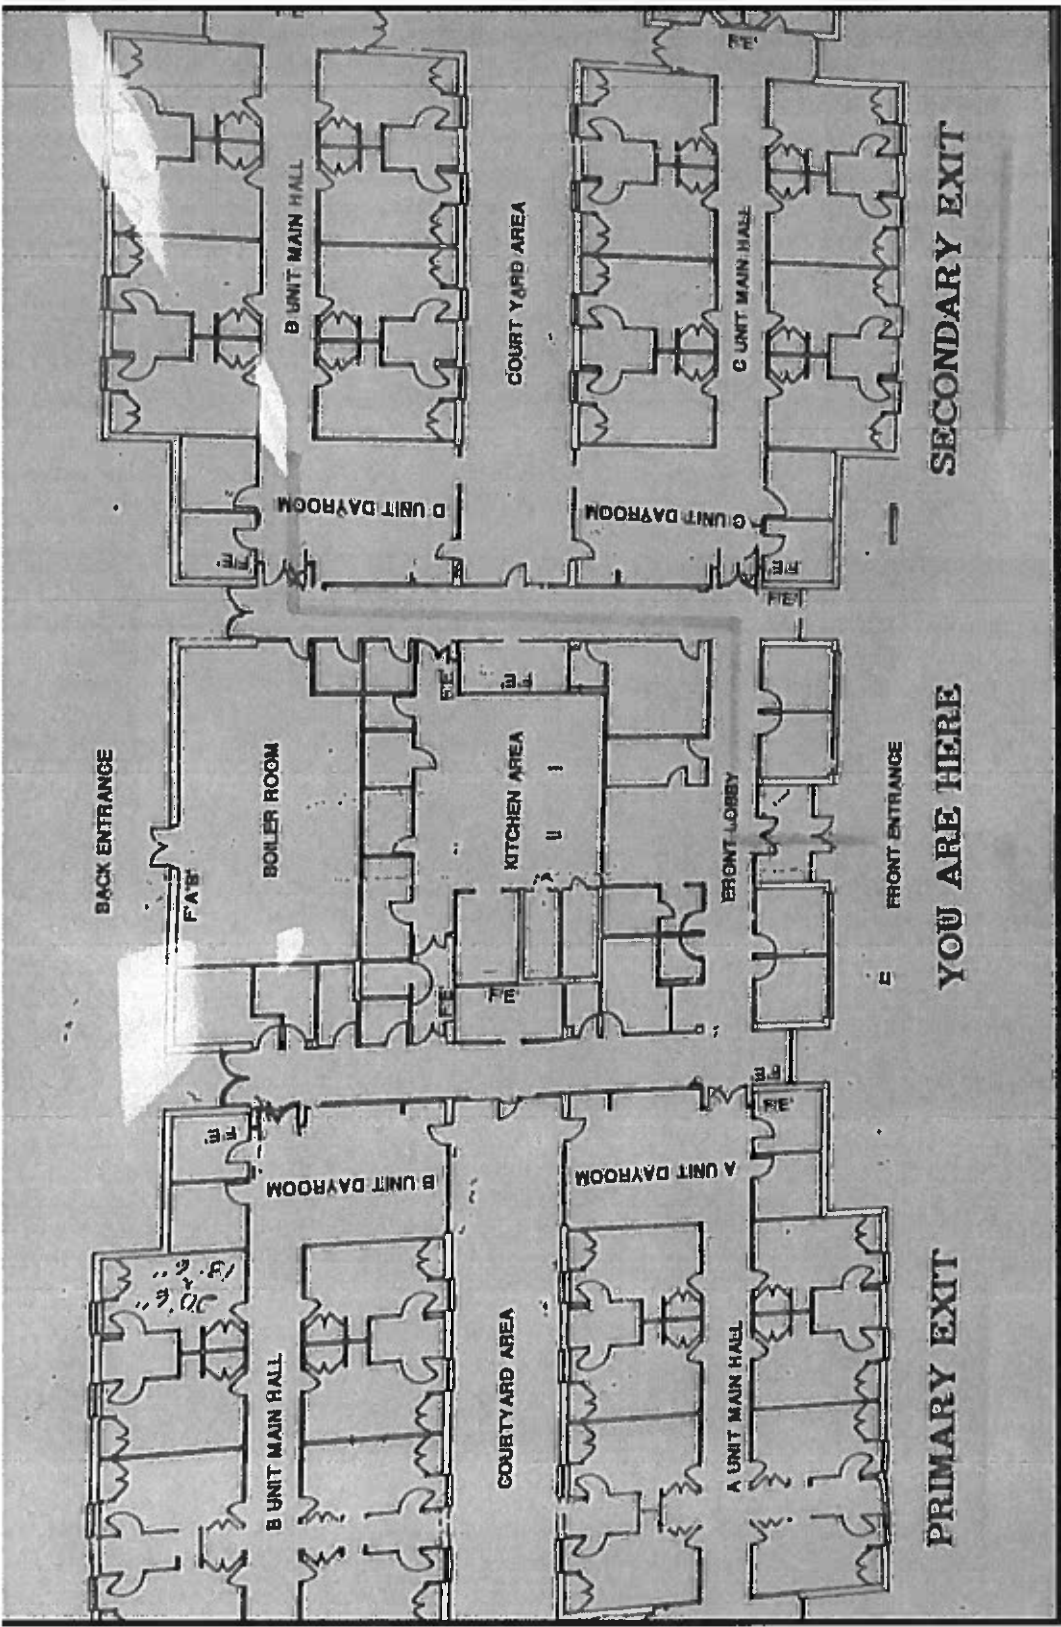 BACK ENTRANCE
BOILER ROOM
F'A'B'
KITCHEN AREA
FRONT LOBBY
FRONT ENTRANCE
B UNIT MAIN HALL
COURTYARD AREA
A UNIT MAIN HALL
B UNIT DAYROOM
A UNIT DAYROOM
D UNIT DAYROOM
C UNIT DAYROOM
UNIT MAIN HALL
COURT YARD AREA
C UNIT MAIN HALL
F'E'
F'E'
F'E'
F'E'
F'E'
F'E'
F'E'
PRIMARY EXIT
YOU ARE HERE
SECONDARY EXIT